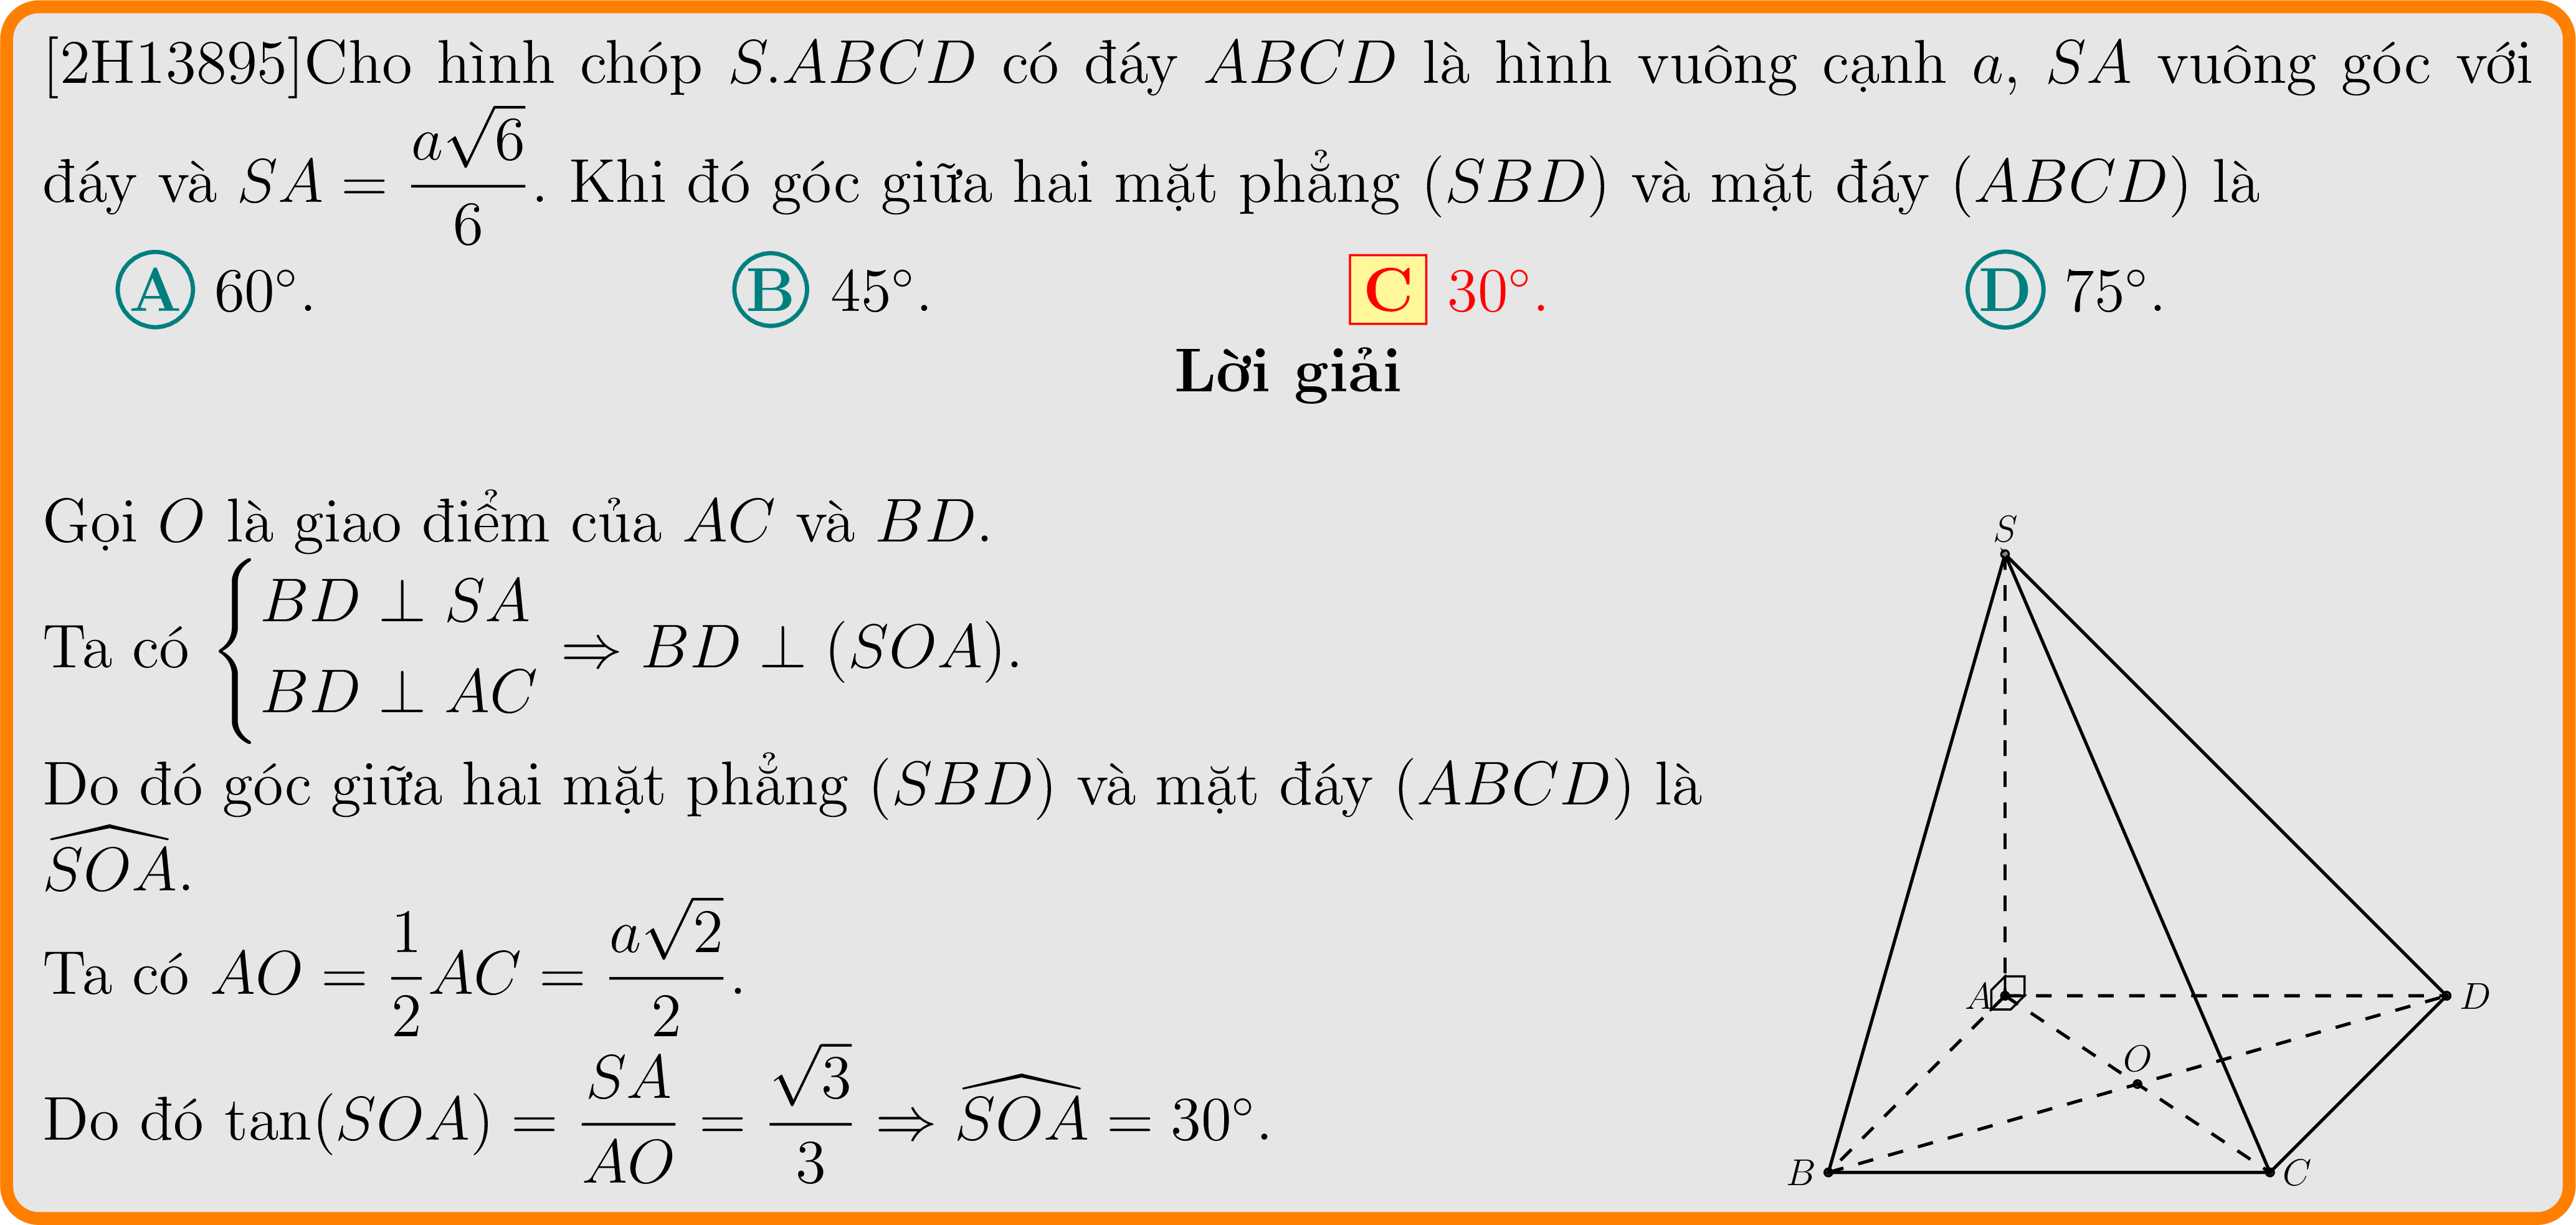 [2H13895]Cho hình chóp S.ABCD có đáy ABCD là hình vuông cạnh a, SA vuông góc với
đáy và SA = \frac{a\sqrt{6}}{6}. Khi đó góc giữa hai mặt phẳng (SBD) và mặt đáy (ABCD) là
A 60°. B 45°. C 30°. D 75°.
Lời giải
Gọi O là giao điểm của AC và BD.
Ta có \begin{cases} BD ⊥ SA \\ BD ⊥ AC \end{cases} ⇒ BD ⊥ (SOA).
Do đó góc giữa hai mặt phẳng (SBD) và mặt đáy (ABCD) là
\widehat{SOA}.
Ta có AO = \frac{1}{2}AC = \frac{a\sqrt{2}}{2}.
Do đó tan(SOA) = \frac{SA}{AO} = \frac{\sqrt{3}}{3} ⇒ \widehat{SOA} = 30°.
S
A
D
O
B
C